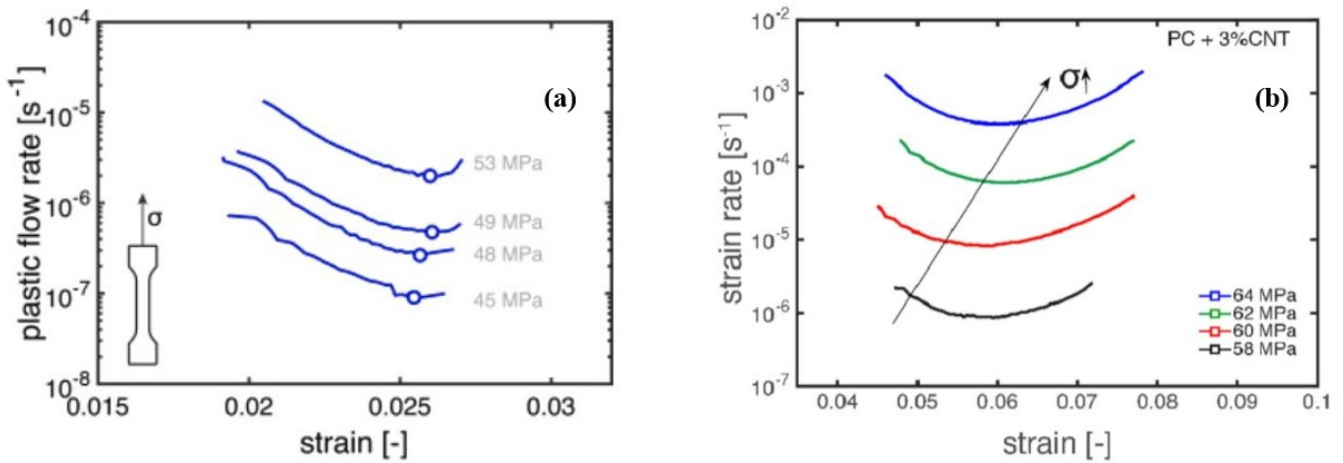 10⁻⁴
10⁻⁵
10⁻⁶
10⁻⁷
10⁻⁸
plastic flow rate [s⁻¹]
(a)
53 MPa
49 MPa
48 MPa
45 MPa
σ
0.015 0.02 0.025 0.03
strain [-]
10⁻²
10⁻³
10⁻⁴
10⁻⁵
10⁻⁶
10⁻⁷
strain rate [s⁻¹]
PC + 3%CNT
σ↑
(b)
64 MPa
62 MPa
60 MPa
58 MPa
0.04 0.05 0.06 0.07 0.08 0.09 0.1
strain [-]